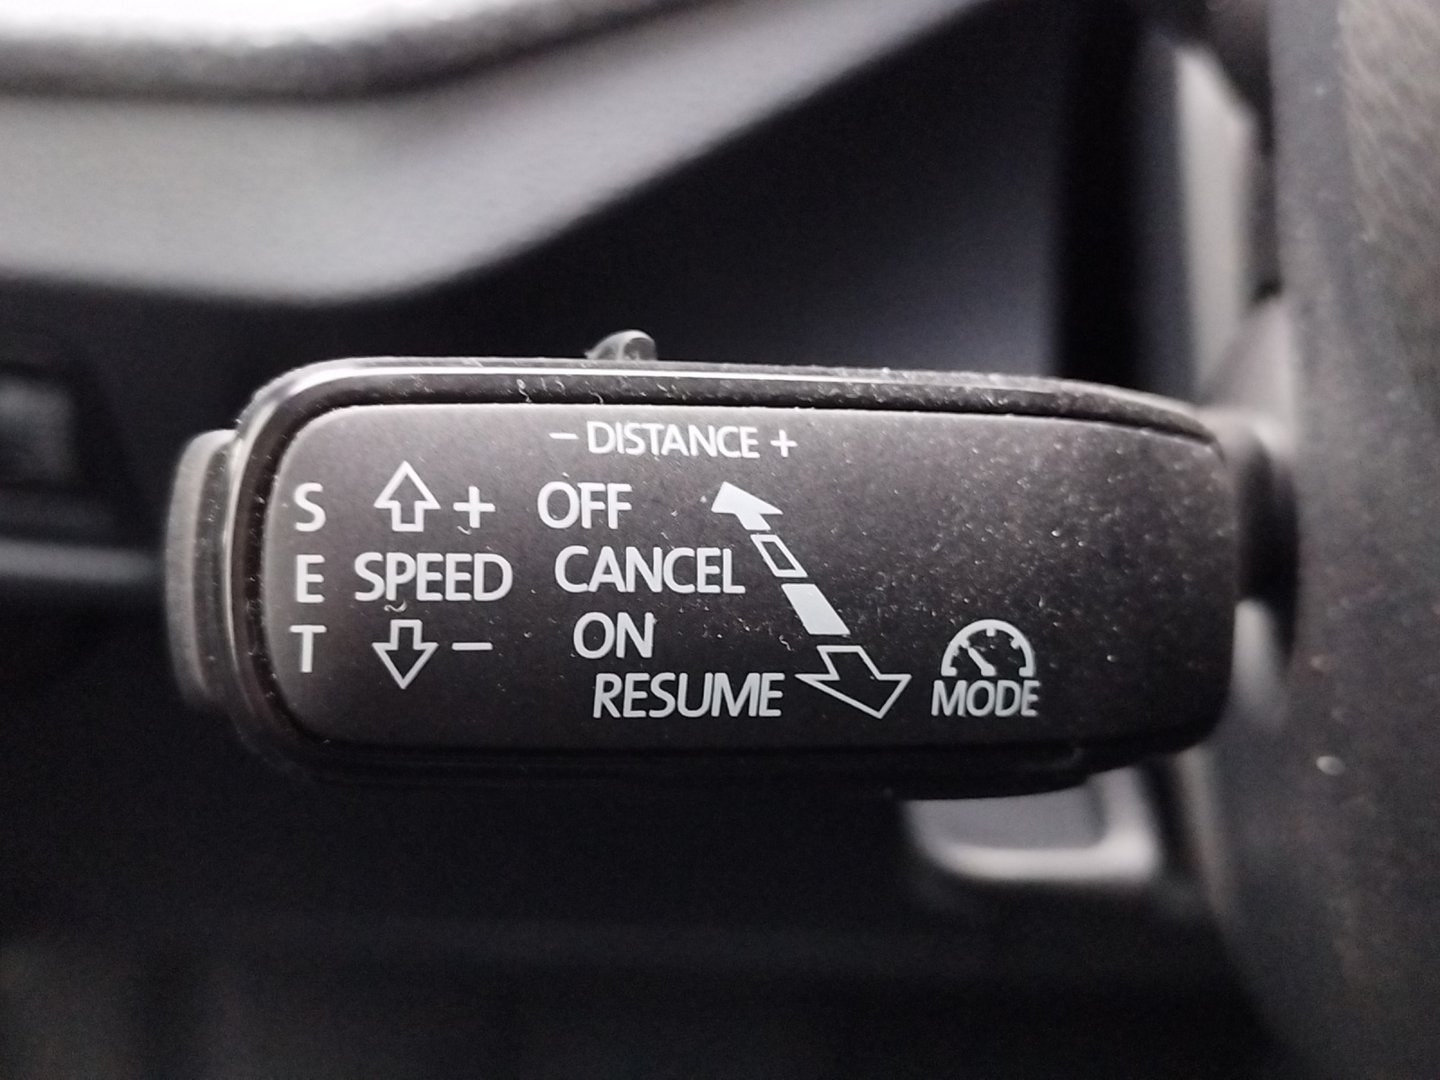 − DISTANCE +
S + OFF
E SPEED CANCEL
T − ON
RESUME
MODE